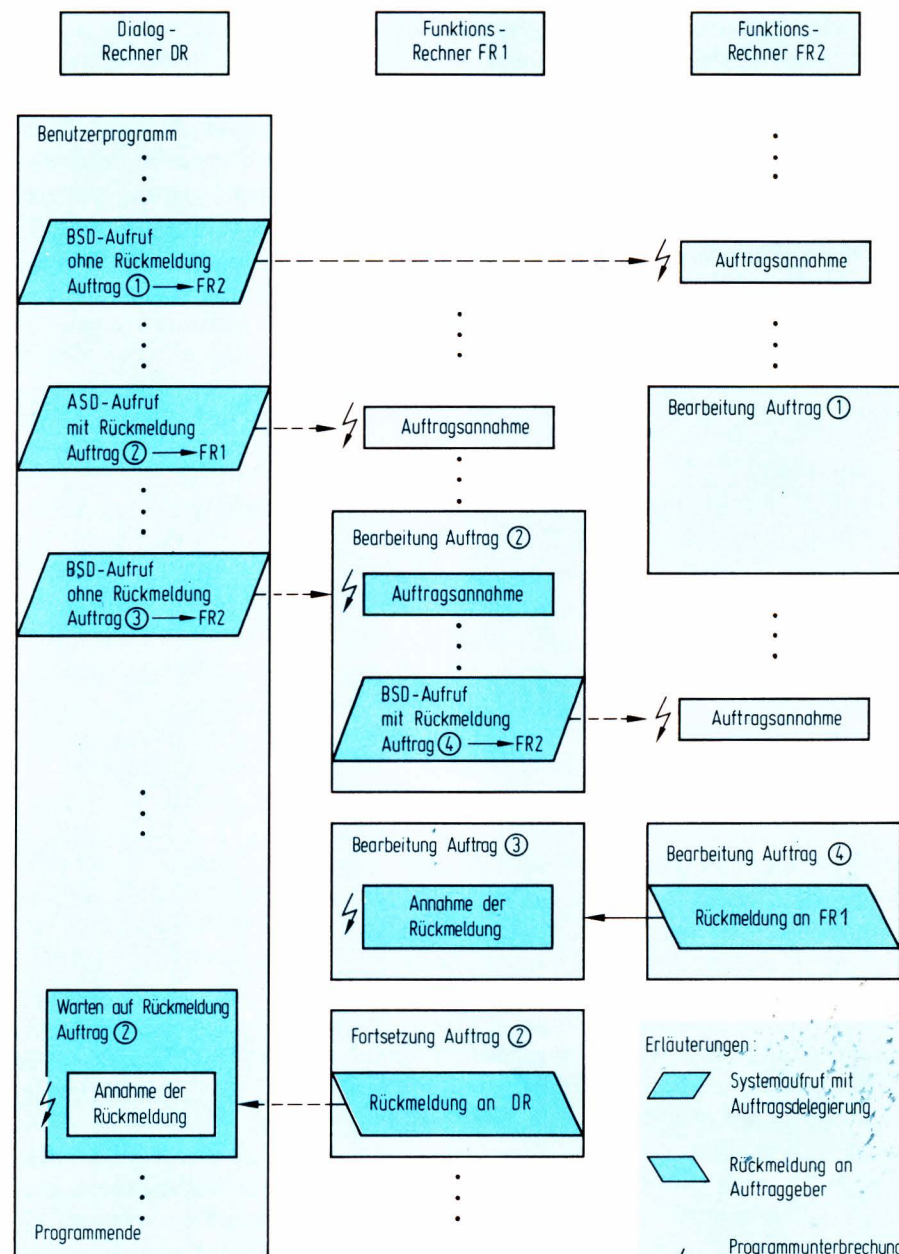 Dialog -
Rechner DR
Funktions -
Rechner FR1
Funktions -
Rechner FR2
Benutzerprogramm
BSD-Aufruf
ohne Rückmeldung
Auftrag ① → FR2
Auftragsannahme
ASD-Aufruf
mit Rückmeldung
Auftrag ② → FR1
Auftragsannahme
Bearbeitung Auftrag ①
BSD-Aufruf
ohne Rückmeldung
Auftrag ③ → FR2
Bearbeitung Auftrag ②
Auftragsannahme
BSD-Aufruf
mit Rückmeldung
Auftrag ④ → FR2
Auftragsannahme
Bearbeitung Auftrag ③
Annahme der
Rückmeldung
Bearbeitung Auftrag ④
Rückmeldung an FR1
Warten auf Rückmeldung
Auftrag ②
Annahme der
Rückmeldung
Fortsetzung Auftrag ②
Rückmeldung an DR
Erläuterungen:
Systemaufruf mit
Auftragsdelegierung
Rückmeldung an
Auftraggeber
Programmunterbrechung
Programmende